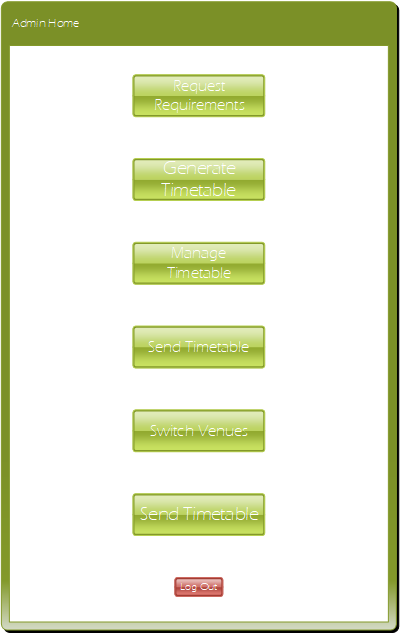 Admin Home
Request
Requirements
Generate
Timetable
Manage
Timetable
Send Timetable
Switch Venues
Send Timetable
Log Out